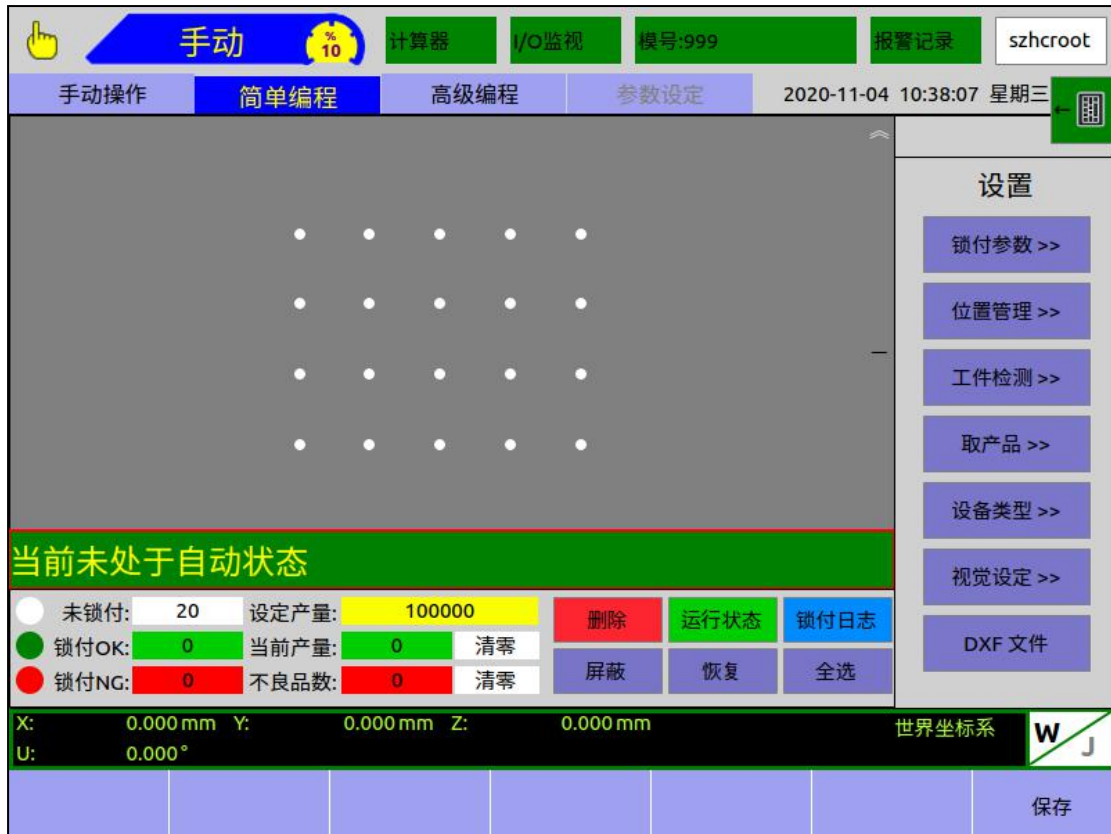 手动 % 10 计算器 I/O监视 模号:999 报警记录 szhcroot
手动操作 简单编程 高级编程 参数设定 2020-11-04 10:38:07 星期三
设置
锁付参数 >>
位置管理 >>
工件检测 >>
取产品 >>
设备类型 >>
视觉设定 >>
DXF 文件
当前未处于自动状态
未锁付: 20 设定产量: 100000 删除 运行状态 锁付日志
锁付OK: 0 当前产量: 0 清零
锁付NG: 0 不良品数: 0 清零 屏蔽 恢复 全选
X: 0.000 mm Y: 0.000 mm Z: 0.000 mm 世界坐标系 W J
U: 0.000°
保存